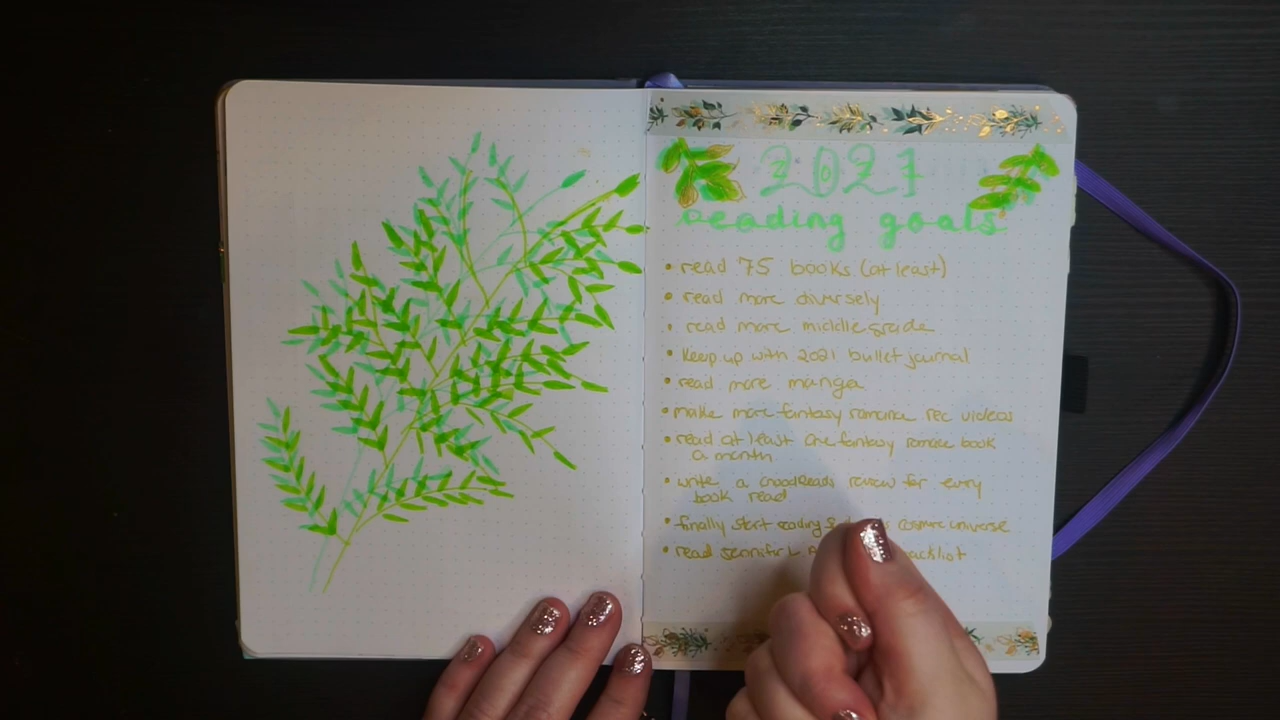 2021
reading goals
• read 75 books (at least)
• read more diversely
• read more middle grade
• keep up with 2021 bullet journal
• read more manga
• make more fantasy romance rec videos
• read at least one fantasy romance book
a month
• write a GoodReads review for every
book read
• finally start reading cosmere universe
• read Jennifer L backlist